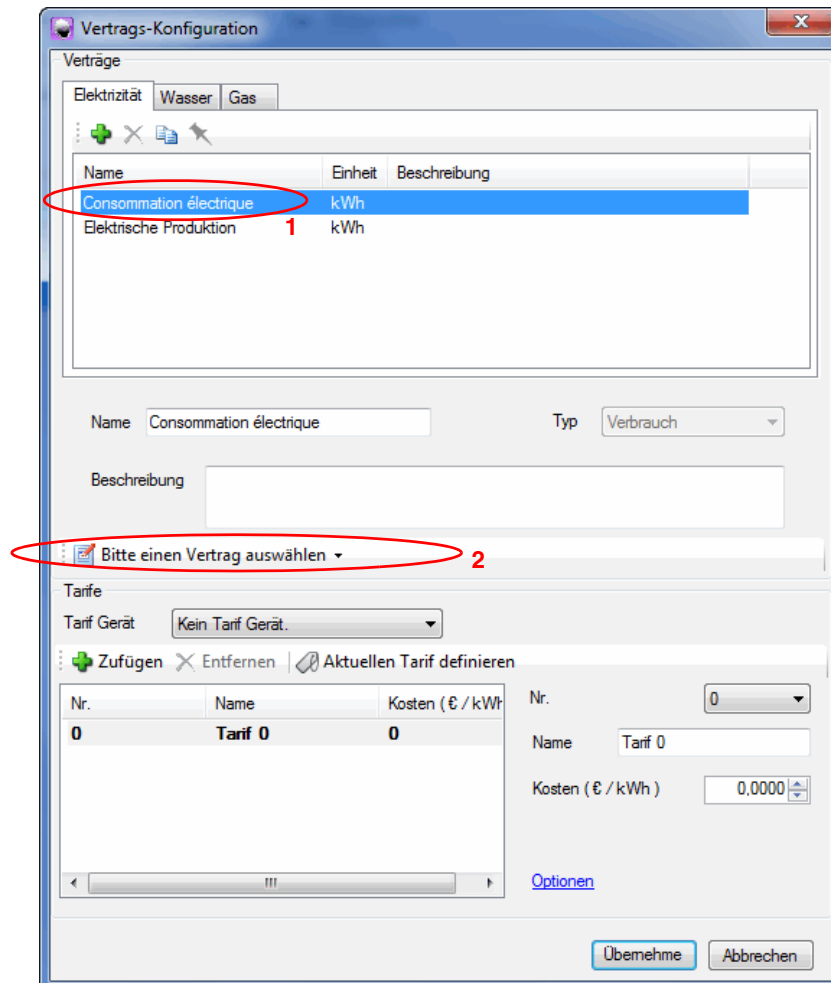 Vertrags-Konfiguration
Verträge
Elektrizität Wasser Gas
Name Einheit Beschreibung
Consommation électrique kWh
1
Elektrische Produktion kWh
Name Consommation électrique Typ Verbrauch
Beschreibung
Bitte einen Vertrag auswählen 2
Tarife
Tarif Gerät Kein Tarif Gerät.
Zufügen Entfernen Aktuellen Tarif definieren
Nr. Name Kosten ( € / kWh
0 Tarif 0 0
Nr. 0
Name Tarif 0
Kosten ( € / kWh ) 0,0000
Optionen
Übernehme Abbrechen